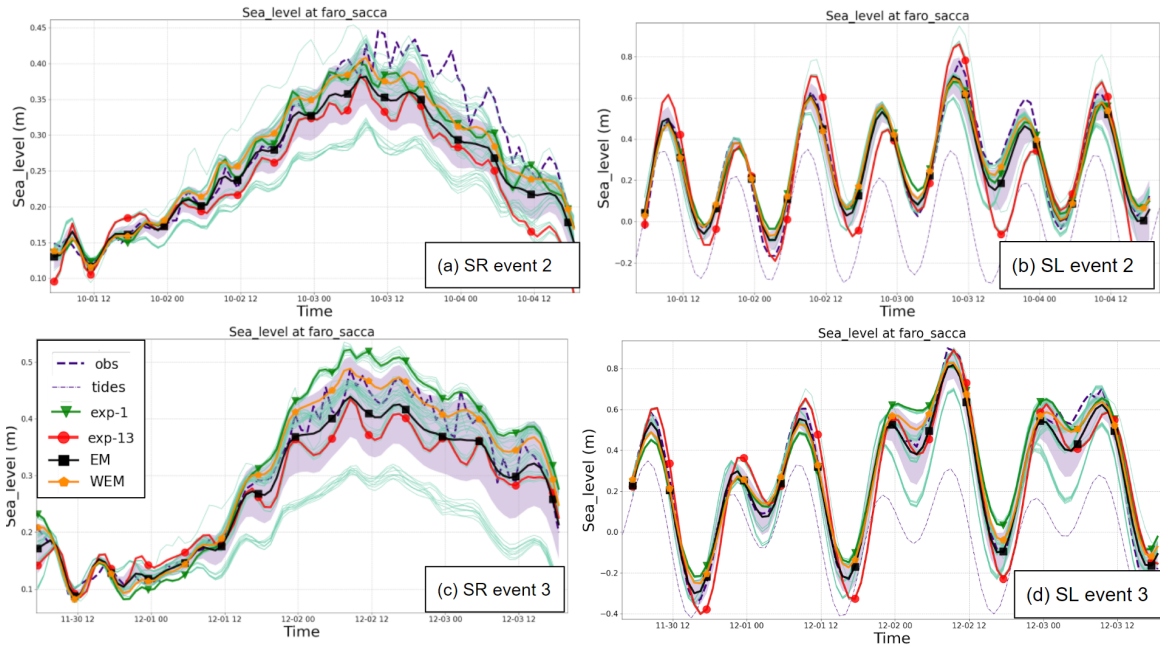 Sea_level at faro_sacca
Sea_level (m)
0.45
0.40
0.35
0.30
0.25
0.20
0.15
0.10
10-01 12
10-02 00
10-02 12
10-03 00
10-03 12
10-04 00
10-04 12
Time
(a) SR event 2
Sea_level at faro_sacca
Sea_level (m)
0.8
0.6
0.4
0.2
0.0
−0.2
10-01 12
10-02 00
10-02 12
10-03 00
10-03 12
10-04 00
10-04 12
Time
(b) SL event 2
Sea_level at faro_sacca
Sea_level (m)
0.5
0.4
0.3
0.2
0.1
obs
tides
exp-1
exp-13
EM
WEM
11-30 12
12-01 00
12-01 12
12-02 00
12-02 12
12-03 00
12-03 12
Time
(c) SR event 3
Sea_level at faro_sacca
Sea_level (m)
0.8
0.6
0.4
0.2
0.0
−0.2
−0.4
11-30 12
12-01 00
12-01 12
12-02 00
12-02 12
12-03 00
12-03 12
Time
(d) SL event 3